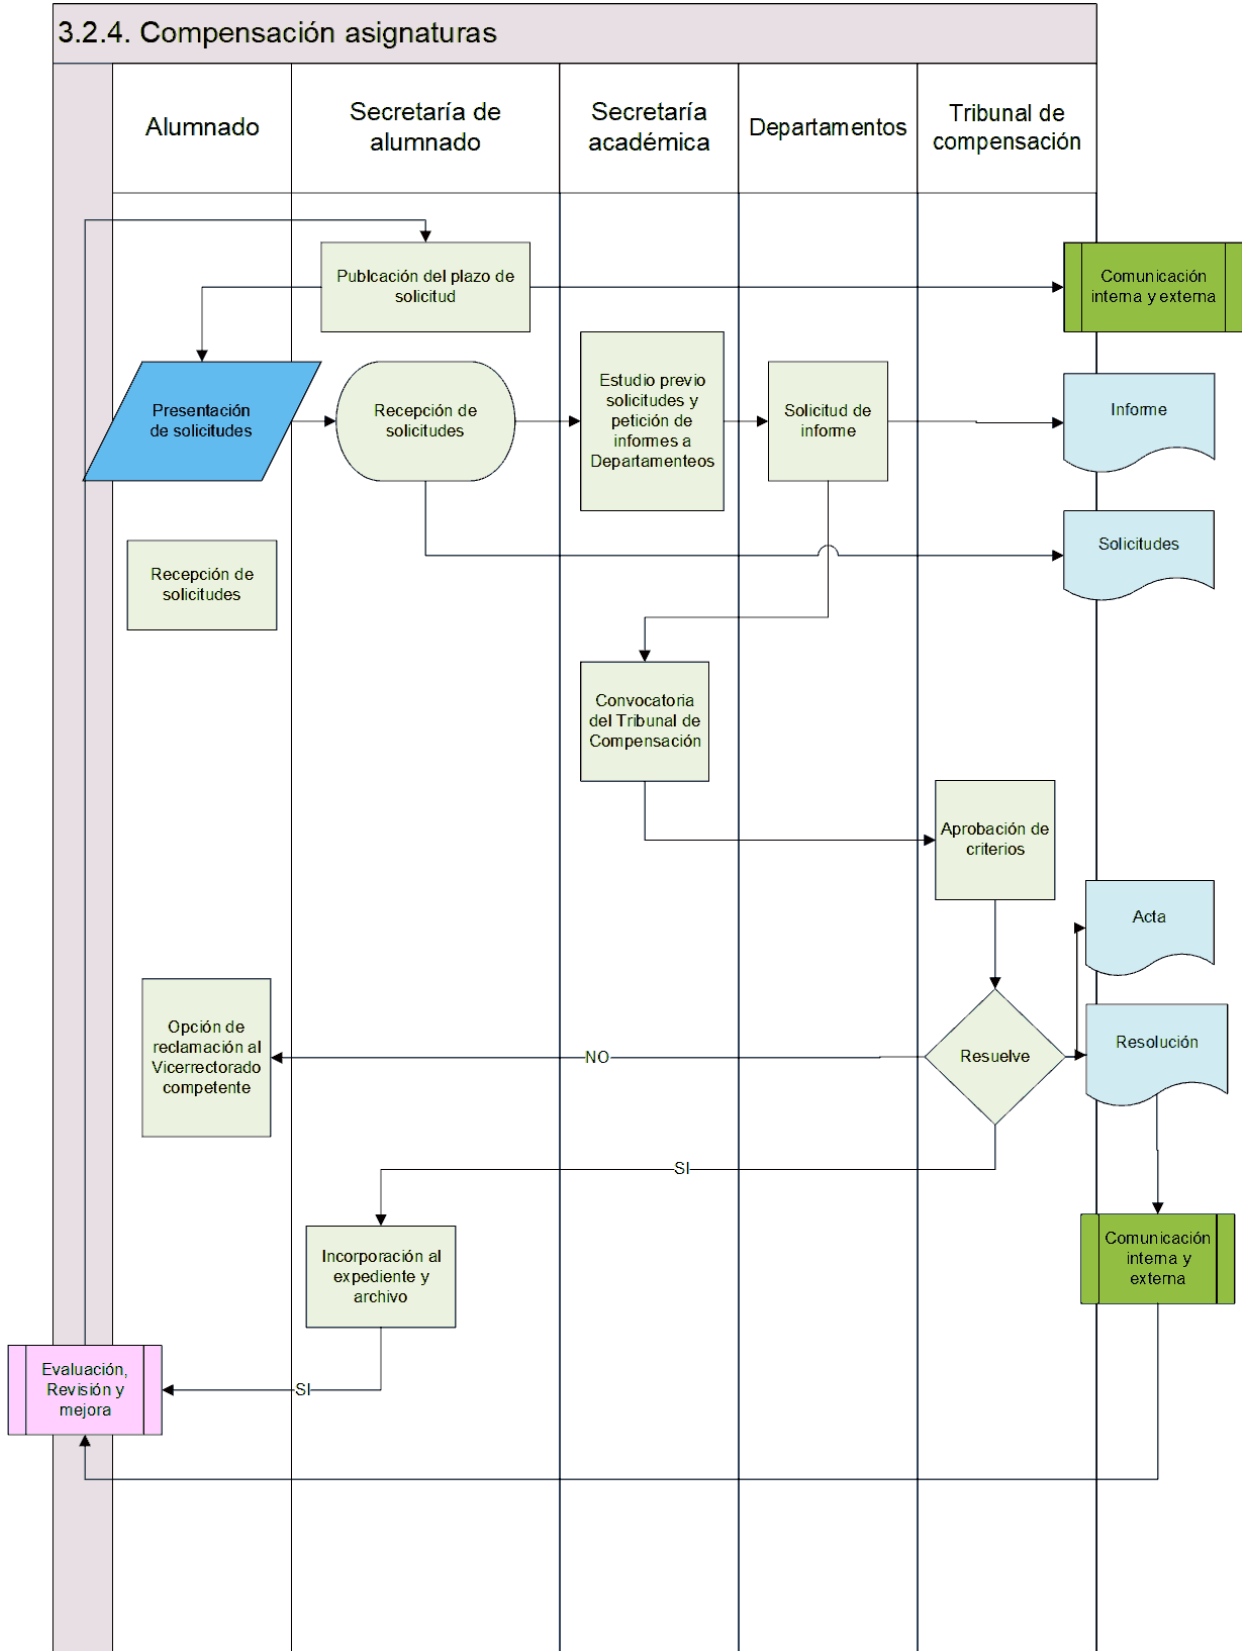 3.2.4. Compensación asignaturas
Alumnado
Secretaría de
alumnado
Secretaría
académica
Departamentos
Tribunal de
compensación
Publcación del plazo de
solicitud
Comunicación
interna y externa
Presentación
de solicitudes
Recepción de
solicitudes
Estudio previo
solicitudes y
petición de
informes a
Departamenteos
Solicitud de
informe
Informe
Solicitudes
Recepción de
solicitudes
Convocatoria
del Tribunal de
Compensación
Aprobación de
criterios
Acta
Opción de
reclamación al
Vicerrectorado
competente
NO
Resuelve
Resolución
SI
Incorporación al
expediente y
archivo
Comunicación
interna y
externa
Evaluación,
Revisión y
mejora
SI